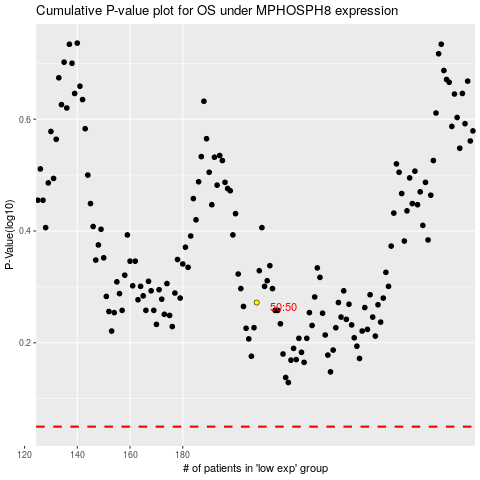 Cumulative P-value plot for OS under MPHOSPH8 expression
P-Value(log10)
0.6
0.4
0.2
50:50
120 140 160 180
# of patients in 'low exp' group